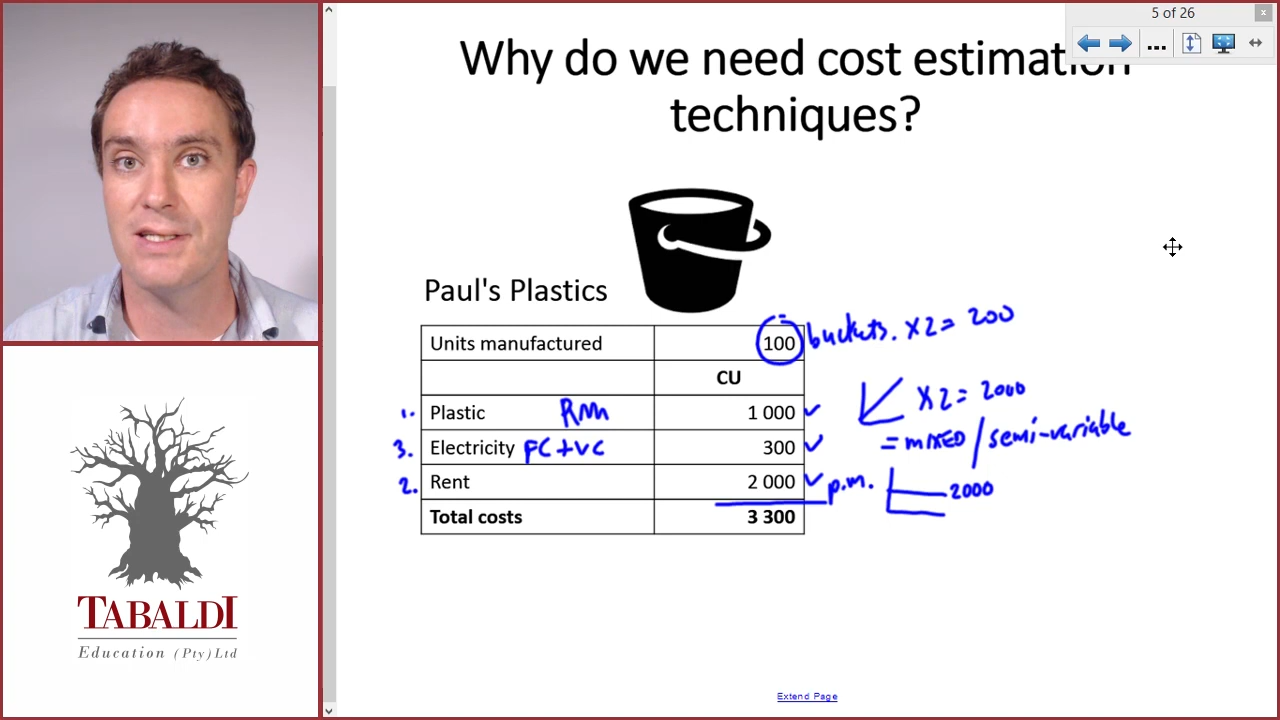 5 of 26
Why do we need cost estimation
techniques?
Paul's Plastics
Units manufactured 100 buckets. x2 = 200
CU
1. Plastic RM 1 000 x2 = 2000
3. Electricity FC + VC 300 = MIXED / semi-variable
2. Rent 2 000 p.m. 2000
Total costs 3 300
TABALDI
Education (Pty) Ltd
Extend Page